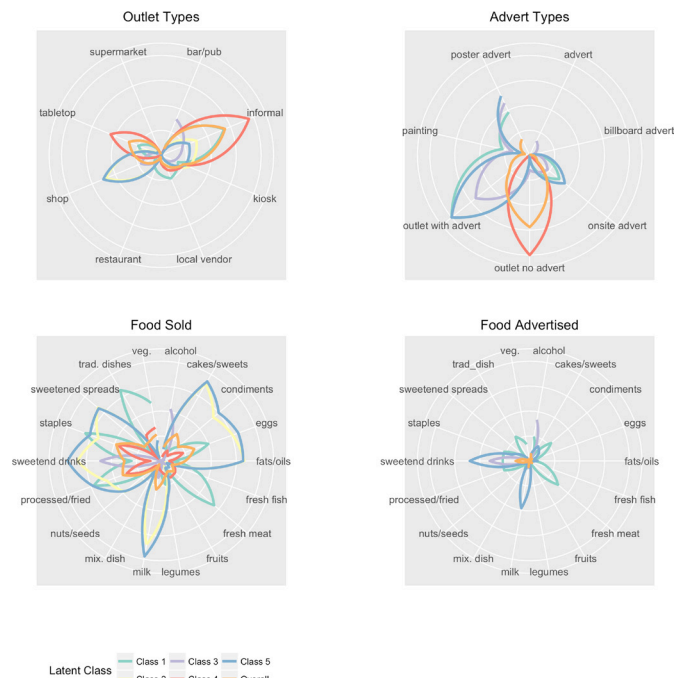 Outlet Types
Advert Types
supermarket
bar/pub
tabletop
informal
shop
kiosk
restaurant
local vendor
poster advert
advert
painting
billboard advert
outlet with advert
onsite advert
outlet no advert
Food Sold
Food Advertised
veg.
alcohol
trad. dishes
cakes/sweets
sweetened spreads
condiments
staples
eggs
sweetend drinks
fats/oils
processed/fried
fresh fish
nuts/seeds
fresh meat
mix. dish
fruits
milk
legumes
veg.
alcohol
trad_dish
cakes/sweets
sweetened spreads
condiments
staples
eggs
sweetend drinks
fats/oils
processed/fried
fresh fish
nuts/seeds
fresh meat
mix. dish
fruits
milk
legumes
Latent Class
Class 1
Class 3
Class 5